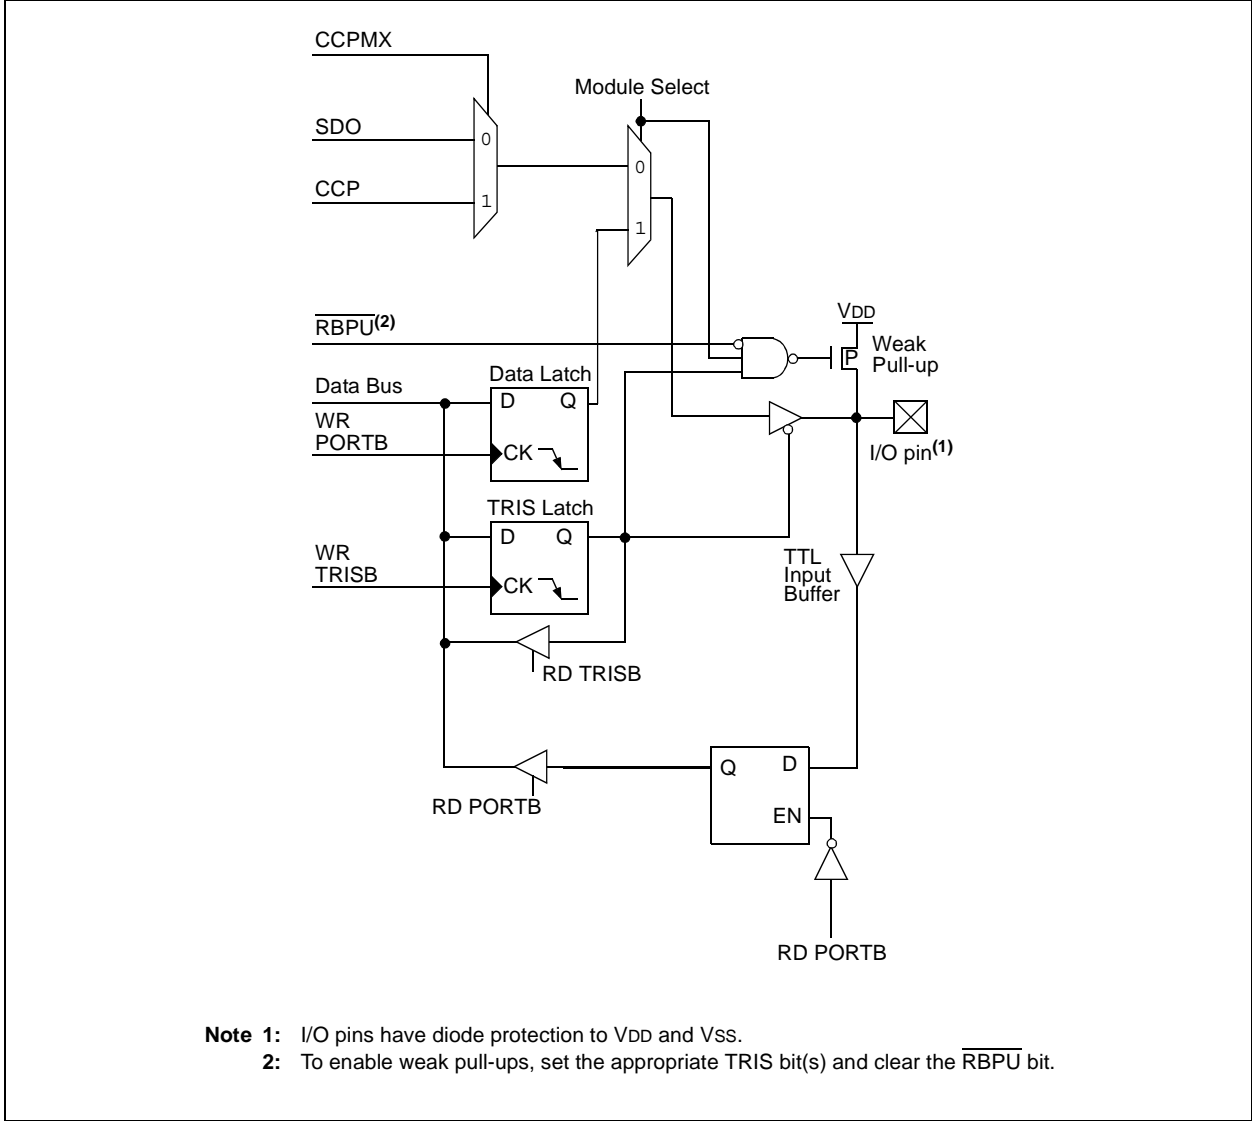 CCPMX
Module Select
SDO
0
0
CCP
1
1
VDD
RBPU(2)
Weak
Pull-up
P
Data Bus
Data Latch
D Q
WR
PORTB
CK
I/O pin(1)
TRIS Latch
D Q
WR
TRISB
CK
TTL
Input
Buffer
RD TRISB
Q D
RD PORTB
EN
RD PORTB
Note 1: I/O pins have diode protection to VDD and VSS.
2: To enable weak pull-ups, set the appropriate TRIS bit(s) and clear the RBPU bit.